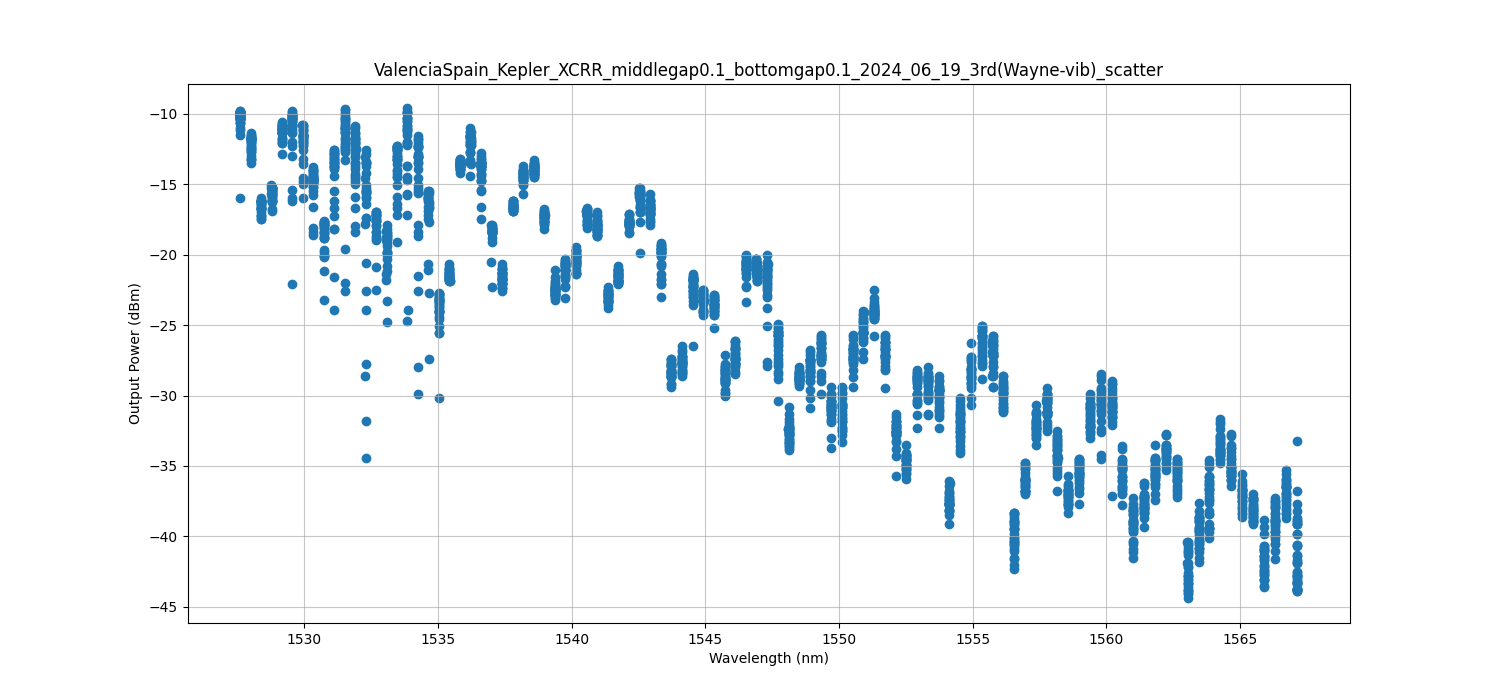 ValenciaSpain_Kepler_XCRR_middlegap0.1_bottomgap0.1_2024_06_19_3rd(Wayne-vib)_scatter
Output Power (dBm)
−10
−15
−20
−25
−30
−35
−40
−45
1530 1535 1540 1545 1550 1555 1560 1565
Wavelength (nm)